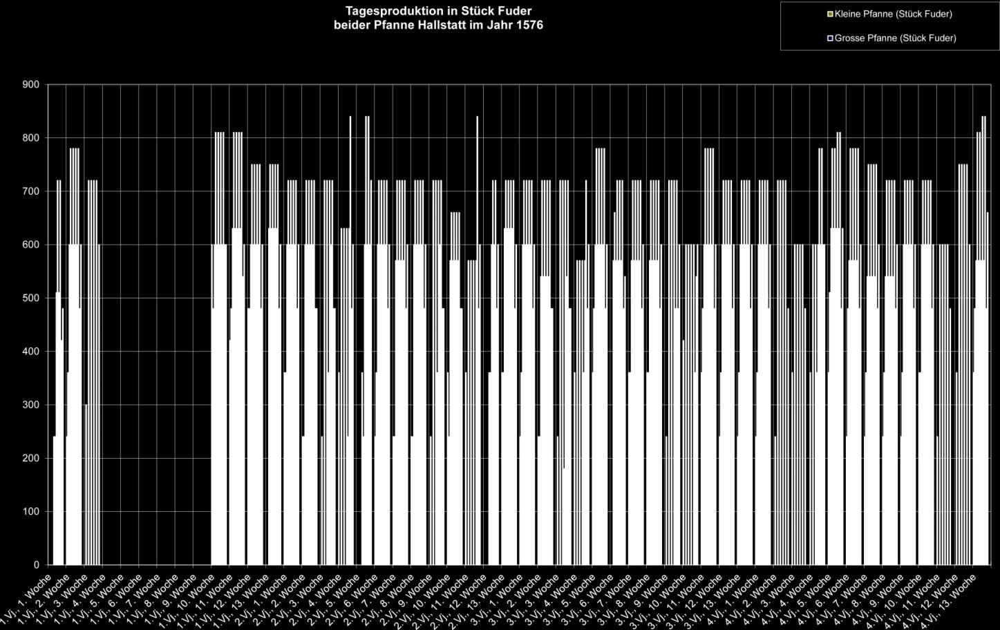 Tagesproduktion in Stück Fuder
beider Pfanne Hallstatt im Jahr 1576
Kleine Pfanne (Stück Fuder)
Grosse Pfanne (Stück Fuder)
900
800
700
600
500
400
300
200
100
0
1.Vj., 1. Woche
1.Vj., 2. Woche
1.Vj., 3. Woche
1.Vj., 4. Woche
1.Vj., 5. Woche
1.Vj., 6. Woche
1.Vj., 7. Woche
1.Vj., 8. Woche
1.Vj., 9. Woche
1.Vj., 10. Woche
1.Vj., 11. Woche
1.Vj., 12. Woche
1.Vj., 13. Woche
2.Vj., 1. Woche
2.Vj., 2. Woche
2.Vj., 3. Woche
2.Vj., 4. Woche
2.Vj., 5. Woche
2.Vj., 6. Woche
2.Vj., 7. Woche
2.Vj., 8. Woche
2.Vj., 9. Woche
2.Vj., 10. Woche
2.Vj., 11. Woche
2.Vj., 12. Woche
2.Vj., 13. Woche
3.Vj., 1. Woche
3.Vj., 2. Woche
3.Vj., 3. Woche
3.Vj., 4. Woche
3.Vj., 5. Woche
3.Vj., 6. Woche
3.Vj., 7. Woche
3.Vj., 8. Woche
3.Vj., 9. Woche
3.Vj., 10. Woche
3.Vj., 11. Woche
3.Vj., 12. Woche
3.Vj., 13. Woche
4.Vj., 1. Woche
4.Vj., 2. Woche
4.Vj., 3. Woche
4.Vj., 4. Woche
4.Vj., 5. Woche
4.Vj., 6. Woche
4.Vj., 7. Woche
4.Vj., 8. Woche
4.Vj., 9. Woche
4.Vj., 10. Woche
4.Vj., 11. Woche
4.Vj., 12. Woche
4.Vj., 13. Woche